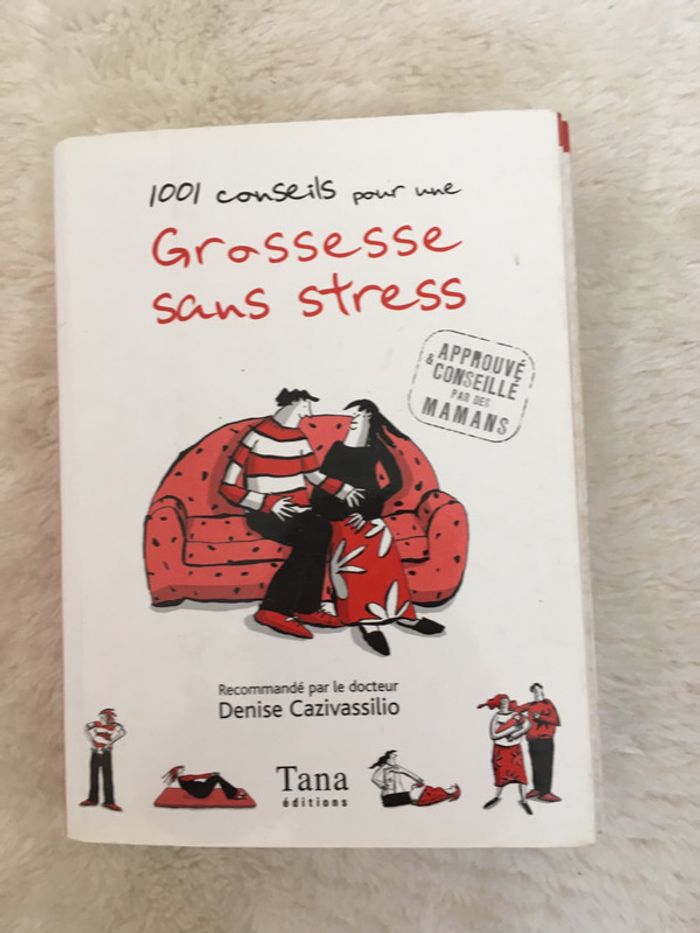 1001 conseils pour une
Grossesse
sans stress
APPROUVÉ
& CONSEILLÉ
PAR DES
MAMANS
Recommandé par le docteur
Denise Cazivassilio
Tana
éditions